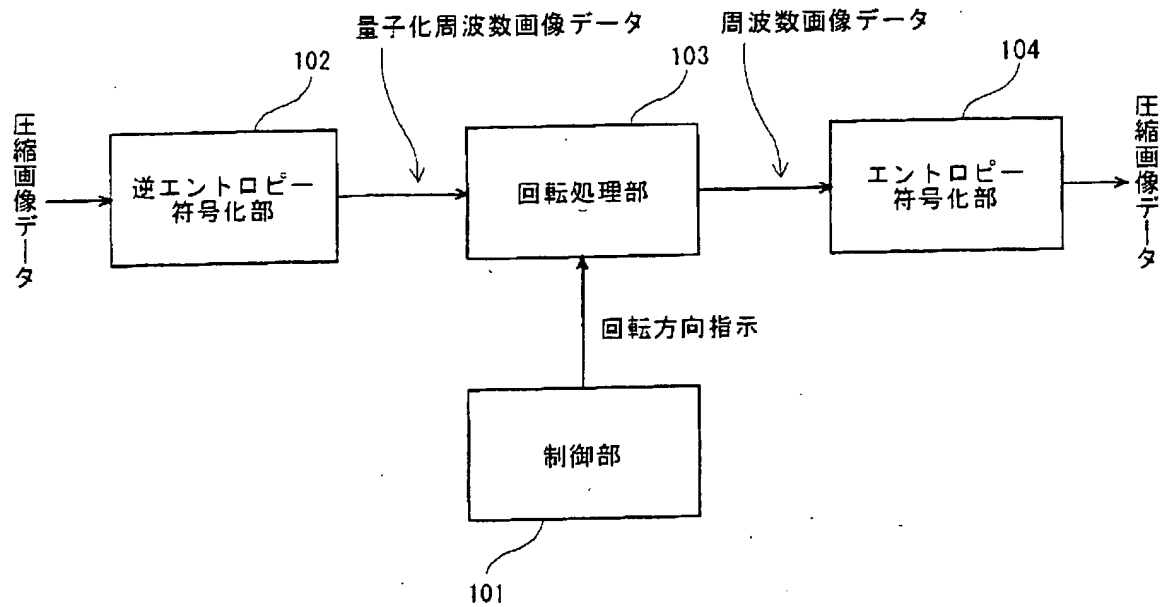 量子化周波数画像データ
周波数画像データ
102
103
104
圧縮画像データ
逆エントロピー
符号化部
回転処理部
エントロピー
符号化部
圧縮画像データ
回転方向指示
制御部
101